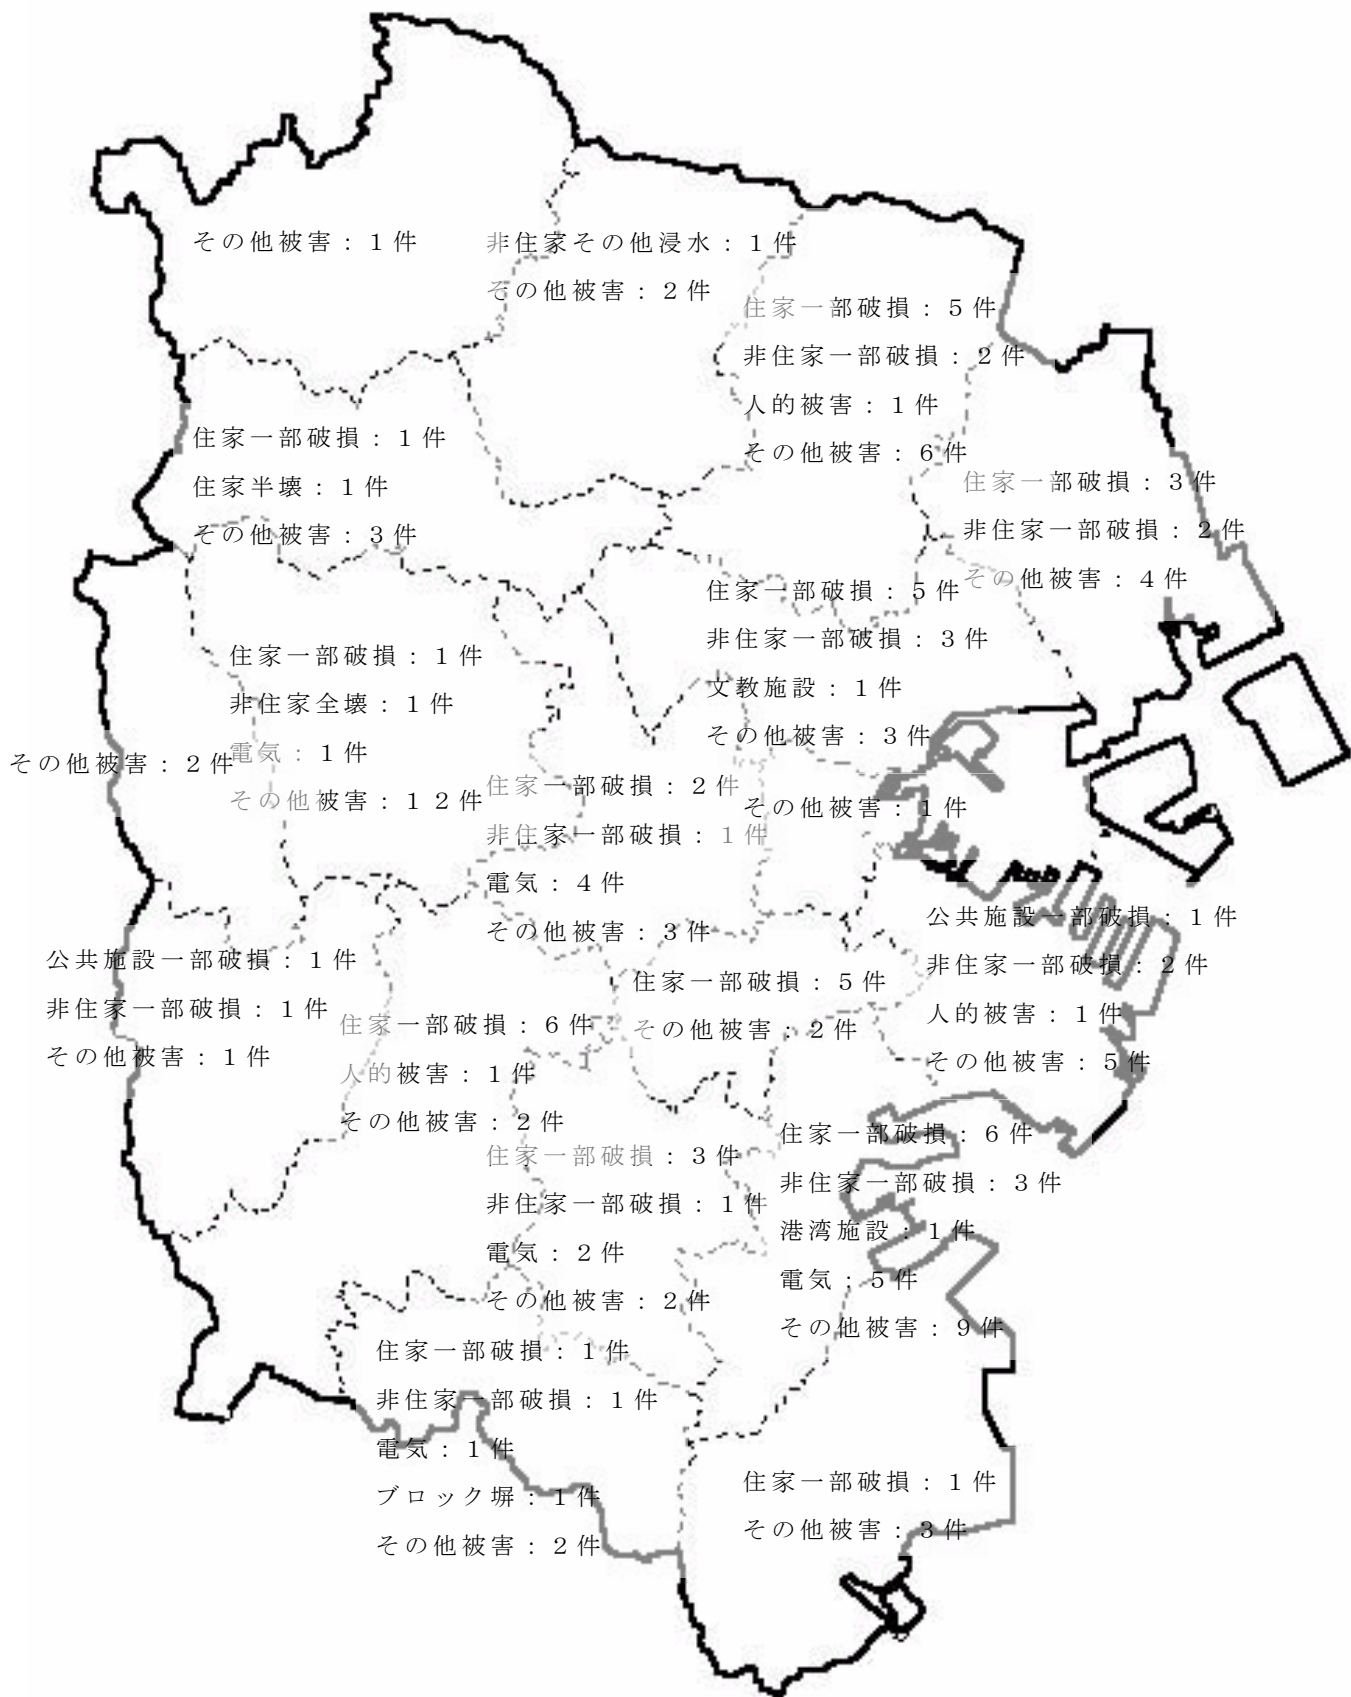 その他被害：１件
非住家その他浸水：１件
その他被害：２件
住家一部破損：５件
非住家一部破損：２件
人的被害：１件
その他被害：６件
住家一部破損：１件
住家半壊：１件
その他被害：３件
住家一部破損：３件
非住家一部破損：２件
その他被害：４件
住家一部破損：５件
非住家一部破損：３件
文教施設：１件
その他被害：３件
住家一部破損：１件
非住家全壊：１件
電気：１件
その他被害：１２件
その他被害：２件
住家一部破損：２件
非住家一部破損：１件
電気：４件
その他被害：３件
その他被害：１件
公共施設一部破損：１件
非住家一部破損：２件
人的被害：１件
その他被害：５件
公共施設一部破損：１件
非住家一部破損：１件
その他被害：１件
住家一部破損：５件
その他被害：２件
住家一部破損：６件
人的被害：１件
その他被害：２件
住家一部破損：６件
非住家一部破損：３件
港湾施設：１件
電気：５件
その他被害：９件
住家一部破損：３件
非住家一部破損：１件
電気：２件
その他被害：２件
住家一部破損：１件
非住家一部破損：１件
電気：１件
ブロック塀：１件
その他被害：２件
住家一部破損：１件
その他被害：３件